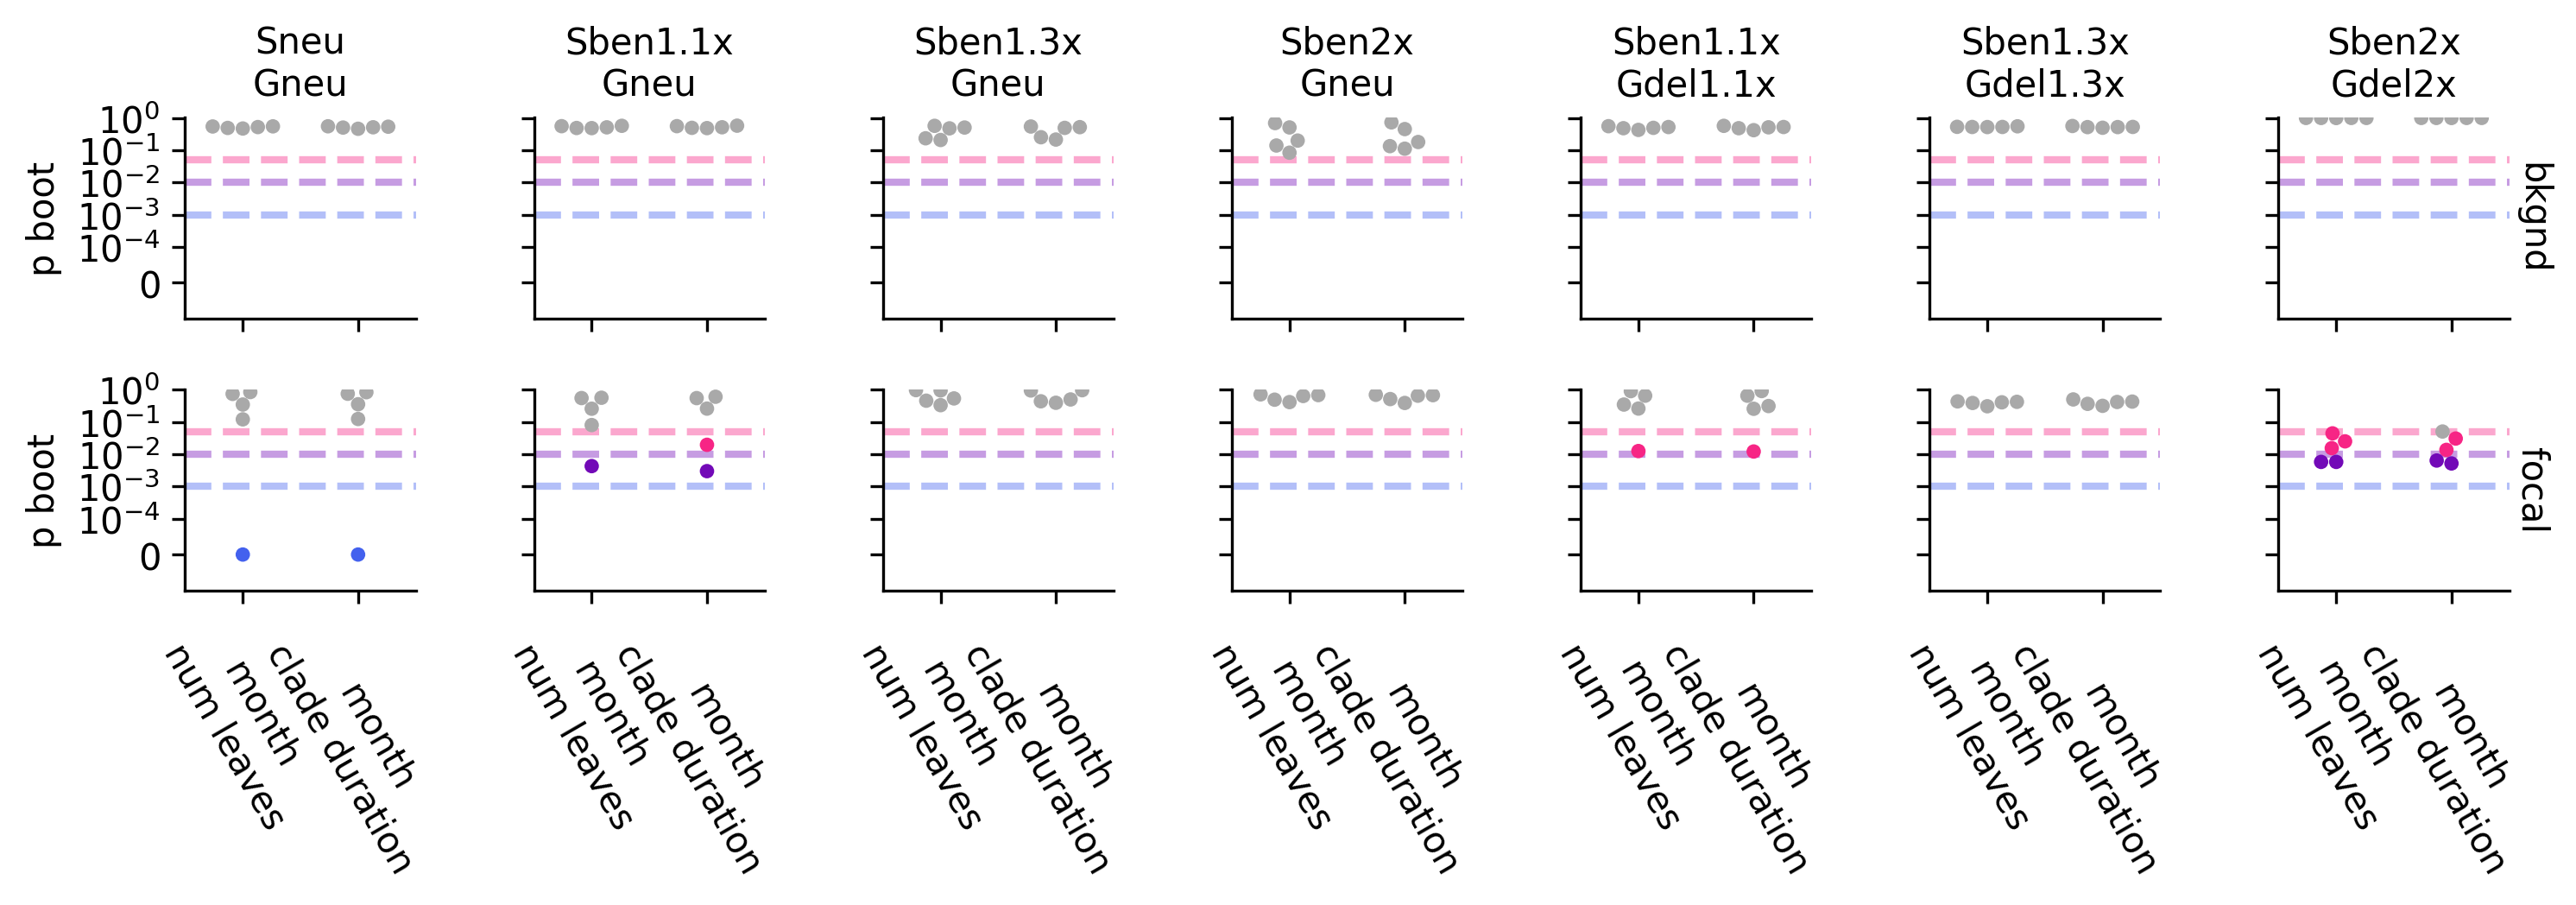 Sneu
Gneu
Sben1.1x
Gneu
Sben1.3x
Gneu
Sben2x
Gneu
Sben1.1x
Gdel1.1x
Sben1.3x
Gdel1.3x
Sben2x
Gdel2x
p boot
10⁰
10⁻¹
10⁻²
10⁻³
10⁻⁴
0
bkgnd
p boot
10⁰
10⁻¹
10⁻²
10⁻³
10⁻⁴
0
focal
num leaves
month
clade duration
month
num leaves
month
clade duration
month
num leaves
month
clade duration
month
num leaves
month
clade duration
month
num leaves
month
clade duration
month
num leaves
month
clade duration
month
num leaves
month
clade duration
month